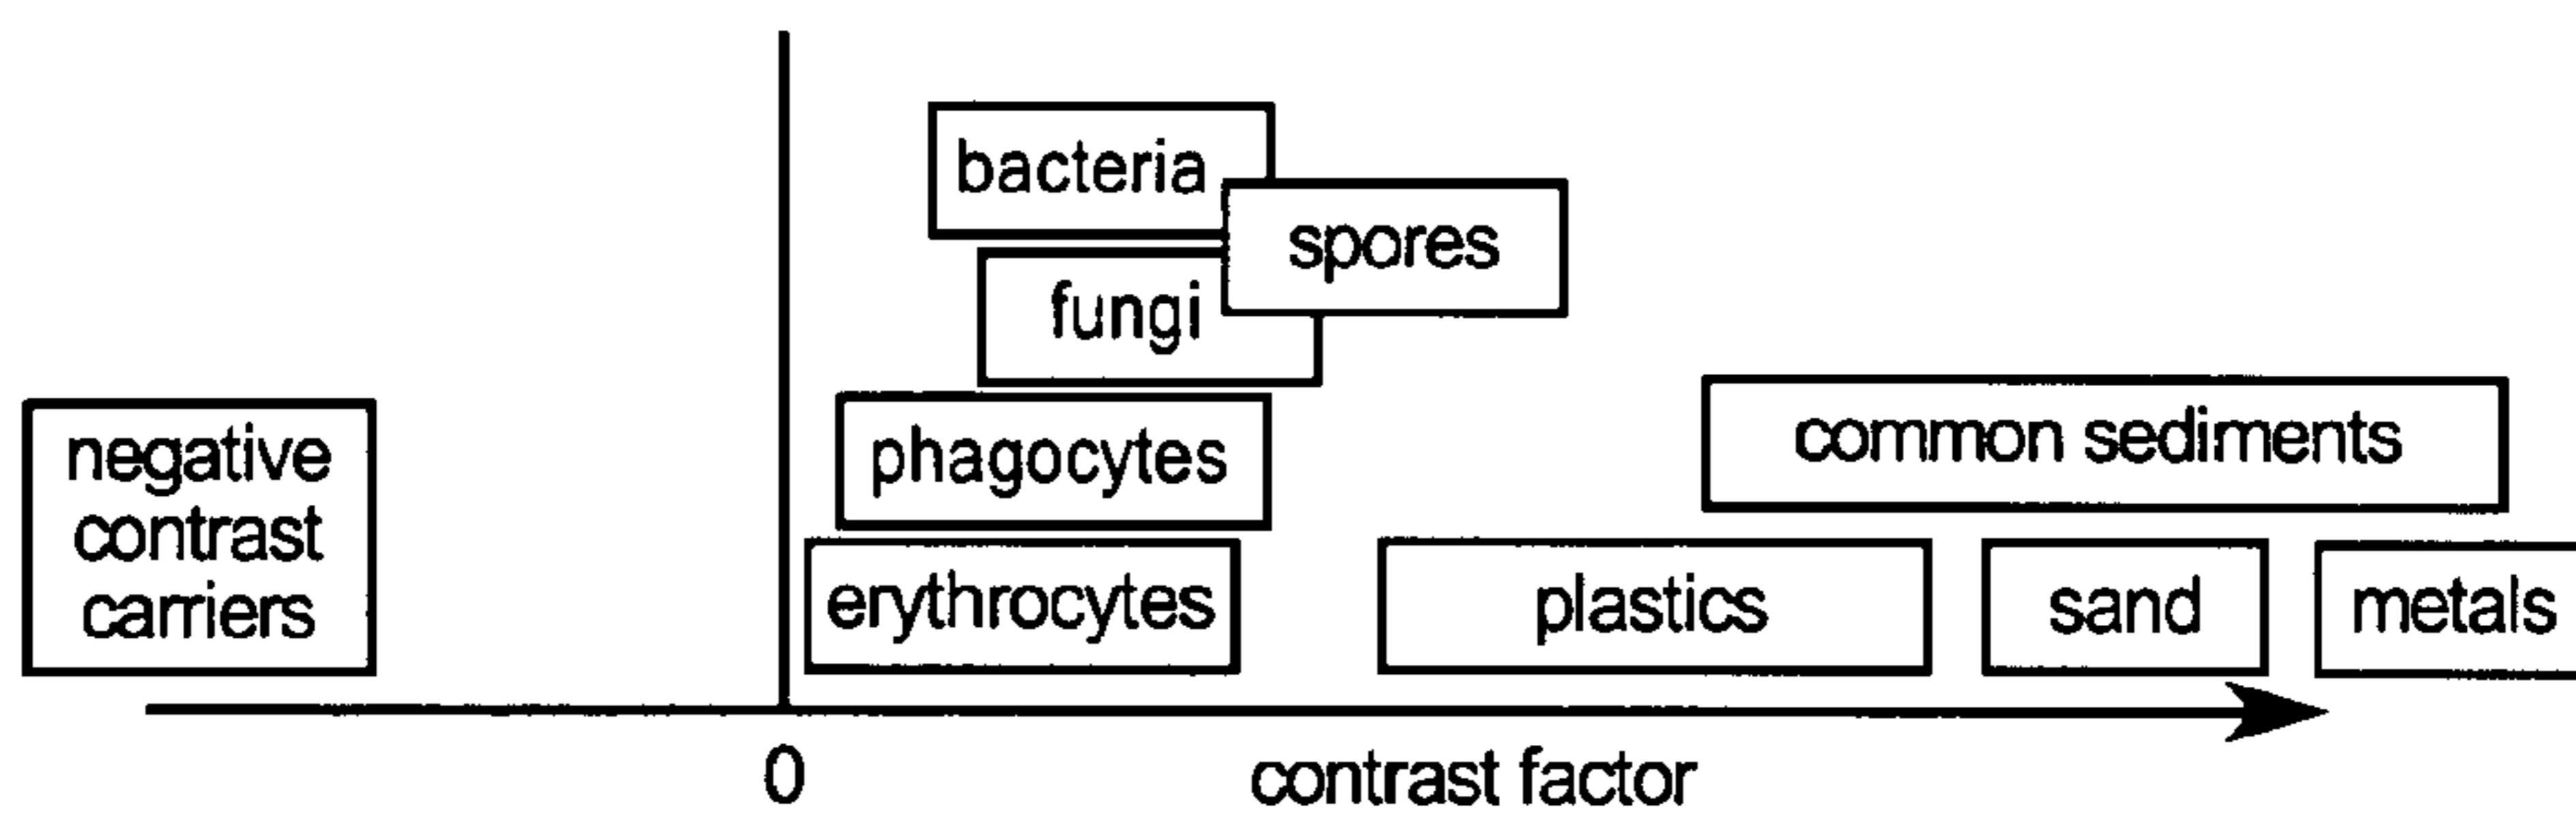 bacteria
spores
fungi
negative
contrast
carriers
phagocytes
common sediments
erythrocytes
plastics
sand
metals
0
contrast factor